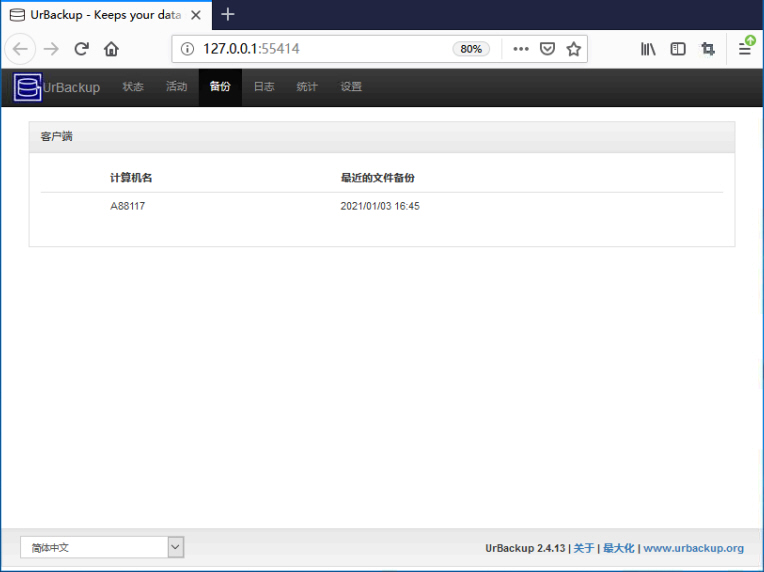 UrBackup - Keeps your data
127.0.0.1:55414
80%
UrBackup 状态 活动 备份 日志 统计 设置
客户端
计算机名 最近的文件备份
A88117 2021/01/03 16:45
简体中文
UrBackup 2.4.13 | 关于 | 最大化 | www.urbackup.org